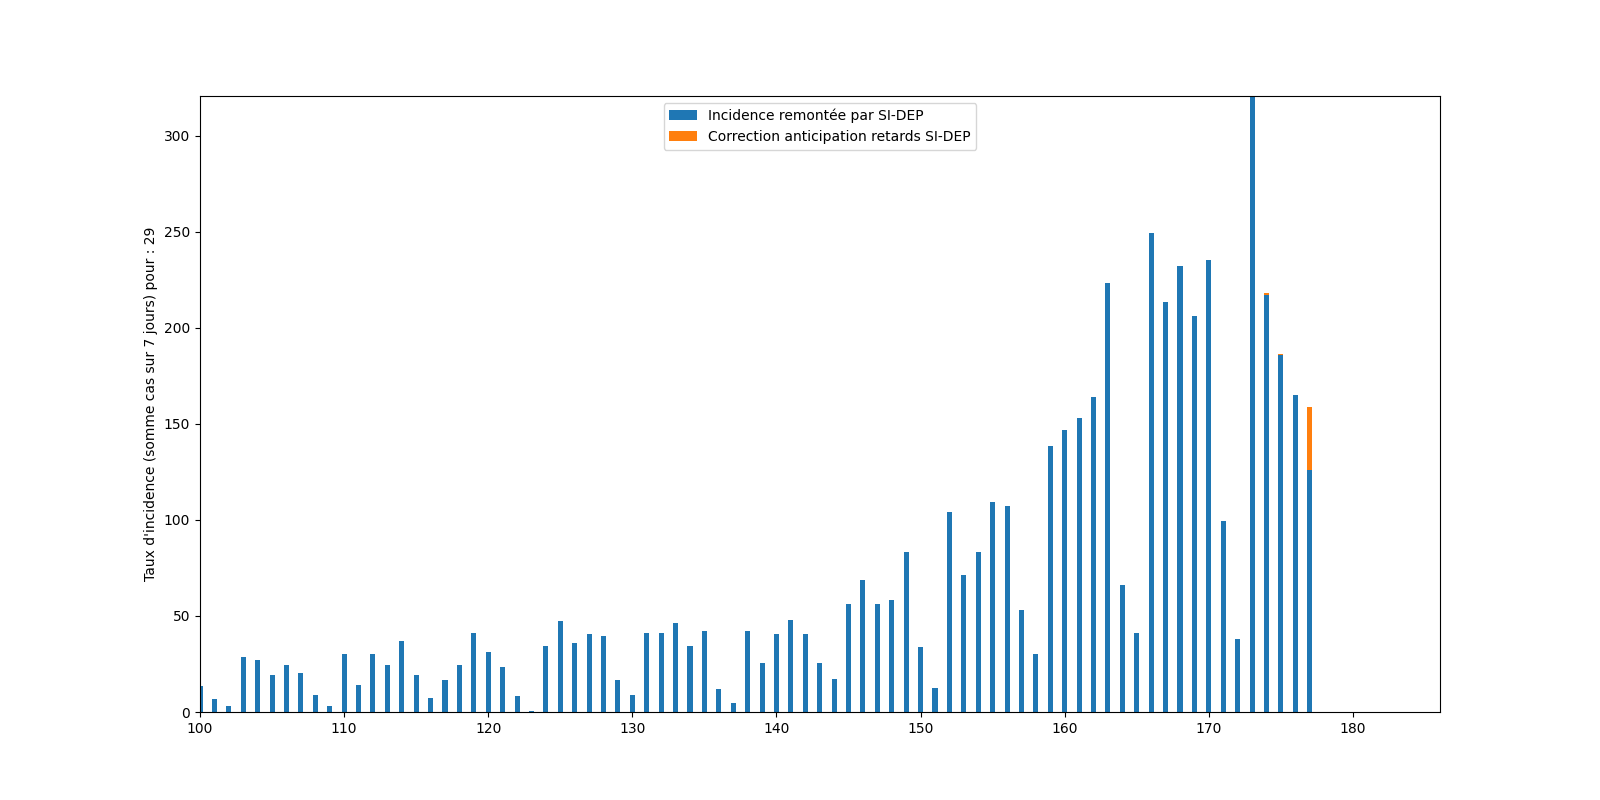 Incidence remontée par SI-DEP
Correction anticipation retards SI-DEP
Taux d'incidence (somme cas sur 7 jours) pour : 29
300
250
200
150
100
50
0
100 110 120 130 140 150 160 170 180